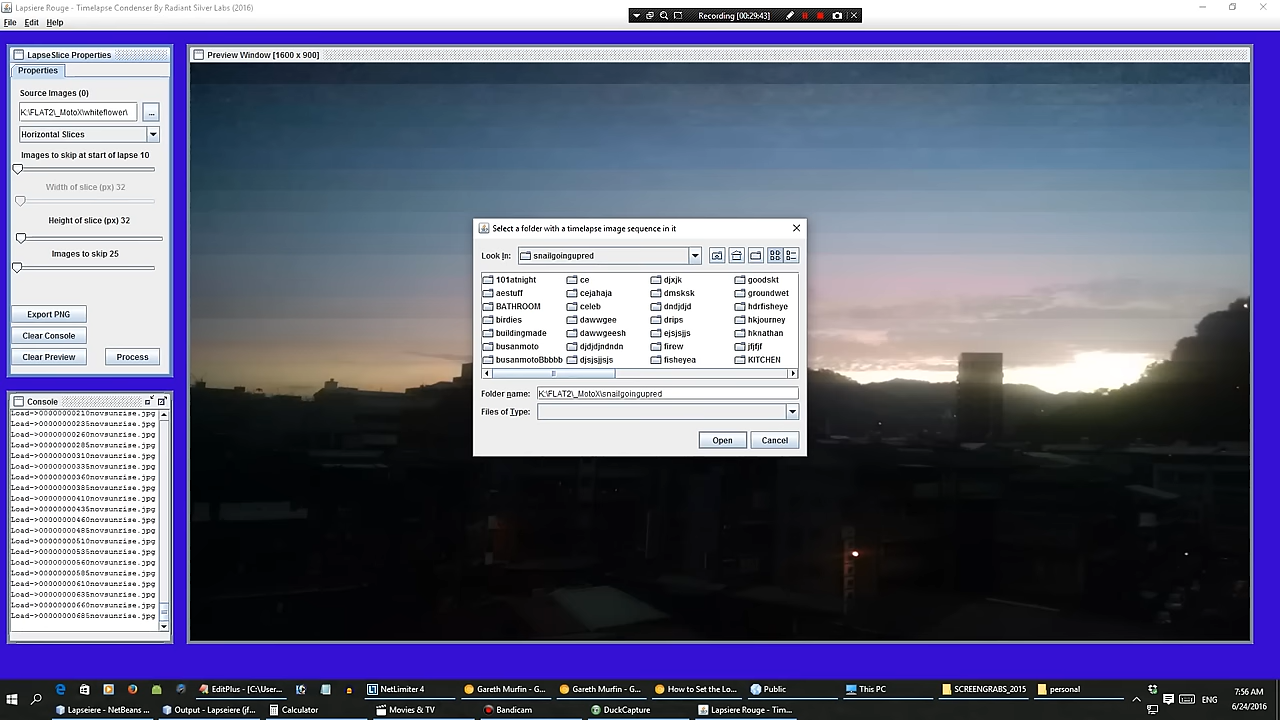 Lapsiere Rouge - Timelapse Condenser By Radiant Silver Labs (2016)
Recording [00:29:43]
File Edit Help
LapseSlice Properties
Preview Window [1600 x 900]
Properties
Source Images (0)
K:\FLAT2\_MotoX\whiteflower\
...
Horizontal Slices
Images to skip at start of lapse 10
Width of slice (px) 32
Height of slice (px) 32
Images to skip 25
Export PNG
Clear Console
Clear Preview
Process
Select a folder with a timelapse image sequence in it
Look In: snailgoingupred
101atnight ce djxjk goodskt
aestuff cejahaja dmsksk groundwet
BATHROOM celeb dndjdjd hdrfisheye
birdies dawwgee drips hkjourney
buildingmade dawwgeesh ejsjsjjs hknathan
busanmoto djdjdjndndn firew jfjfjf
busanmotoBbbbb djsjsjjsjs fisheyea KITCHEN
Folder name: K:\FLAT2\_MotoX\snailgoingupred
Files of Type:
Open
Cancel
Console
Load->00000000210novsunrise.jpg
Load->00000000235novsunrise.jpg
Load->00000000260novsunrise.jpg
Load->00000000285novsunrise.jpg
Load->00000000335novsunrise.jpg
Load->00000000360novsunrise.jpg
Load->00000000385novsunrise.jpg
Load->00000000410novsunrise.jpg
Load->00000000435novsunrise.jpg
Load->00000000460novsunrise.jpg
Load->00000000485novsunrise.jpg
Load->00000000510novsunrise.jpg
Load->00000000535novsunrise.jpg
Load->00000000560novsunrise.jpg
Load->00000000585novsunrise.jpg
Load->00000000610novsunrise.jpg
Load->00000000635novsunrise.jpg
Load->00000000660novsunrise.jpg
Load->00000000685novsunrise.jpg
EditPlus - [C:\User... NetLimiter 4 Gareth Murfin - G... Gareth Murfin - G... How to Set the Lo... Public This PC SCREENGRABS_2015 personal
Lapsiere - NetBeans ... Output - Lapsiere (jf... Calculator Movies & TV Bandicam DuckCapture Lapsiere Rouge - Tim...
ENG
7:56 AM
6/24/2016